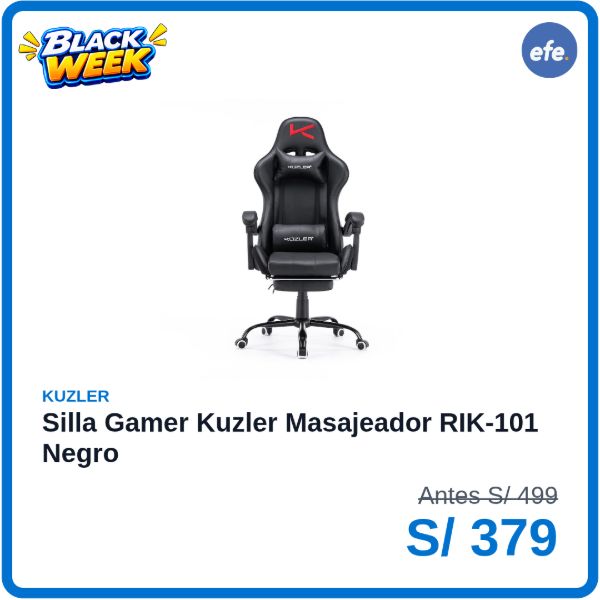 BLACK
WEEK
efe.
KUZLER
KUZLER
KUZLER
Silla Gamer Kuzler Masajeador RIK-101
Negro
Antes S/ 499
S/ 379